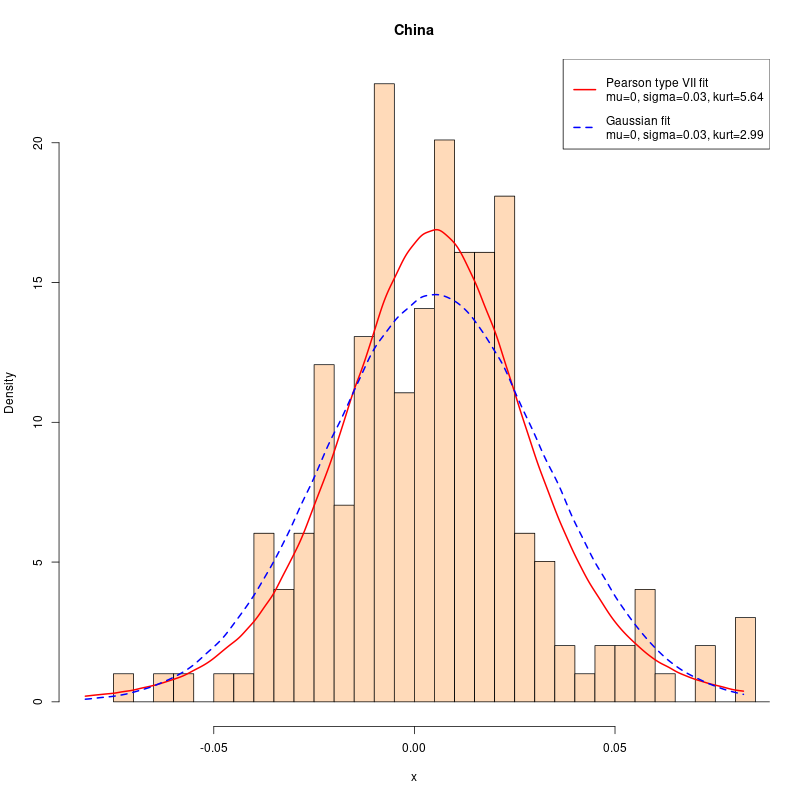 China
Pearson type VII fit
mu=0, sigma=0.03, kurt=5.64
Gaussian fit
mu=0, sigma=0.03, kurt=2.99
20
15
10
5
0
Density
-0.05 0.00 0.05
x